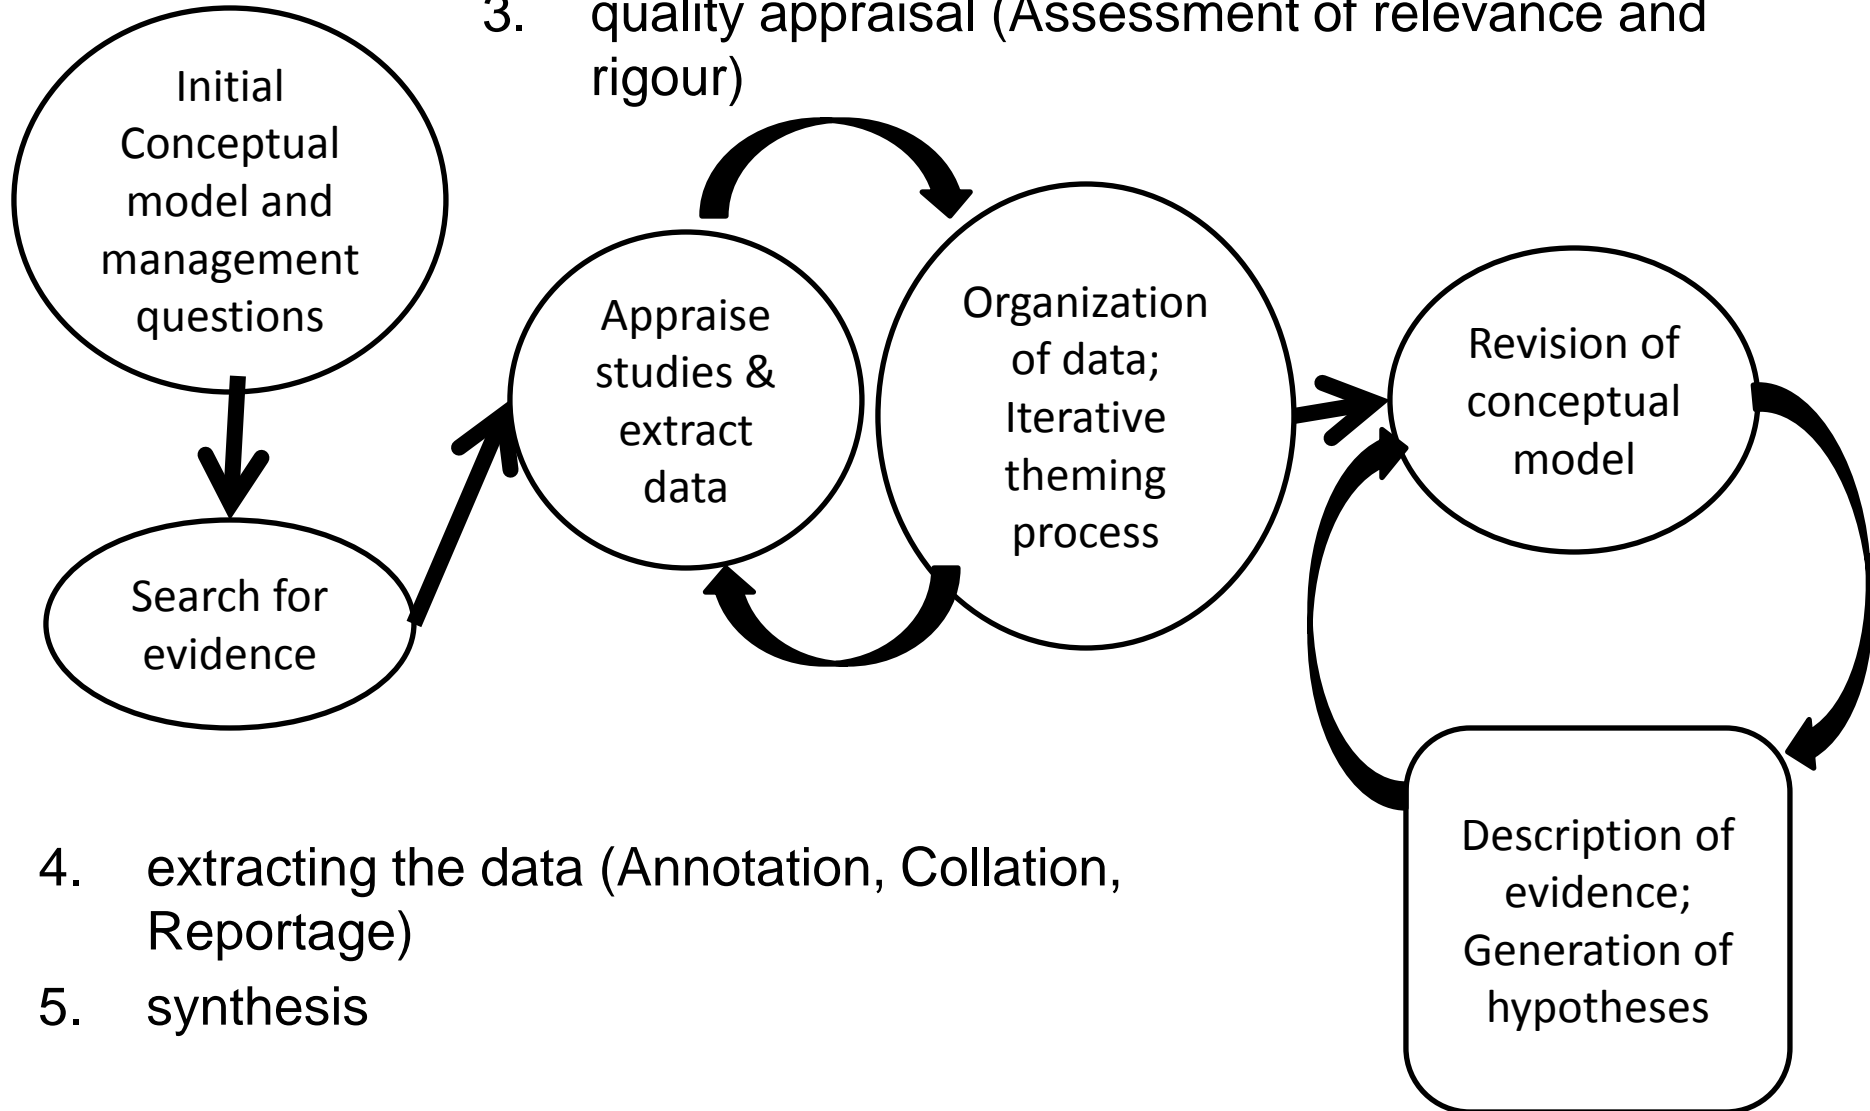 3. quality appraisal (Assessment of relevance and
rigour)
Initial
Conceptual
model and
management
questions
Search for
evidence
Appraise
studies &
extract
data
Organization
of data;
Iterative
theming
process
Revision of
conceptual
model
Description of
evidence;
Generation of
hypotheses
4. extracting the data (Annotation, Collation,
Reportage)
5. synthesis